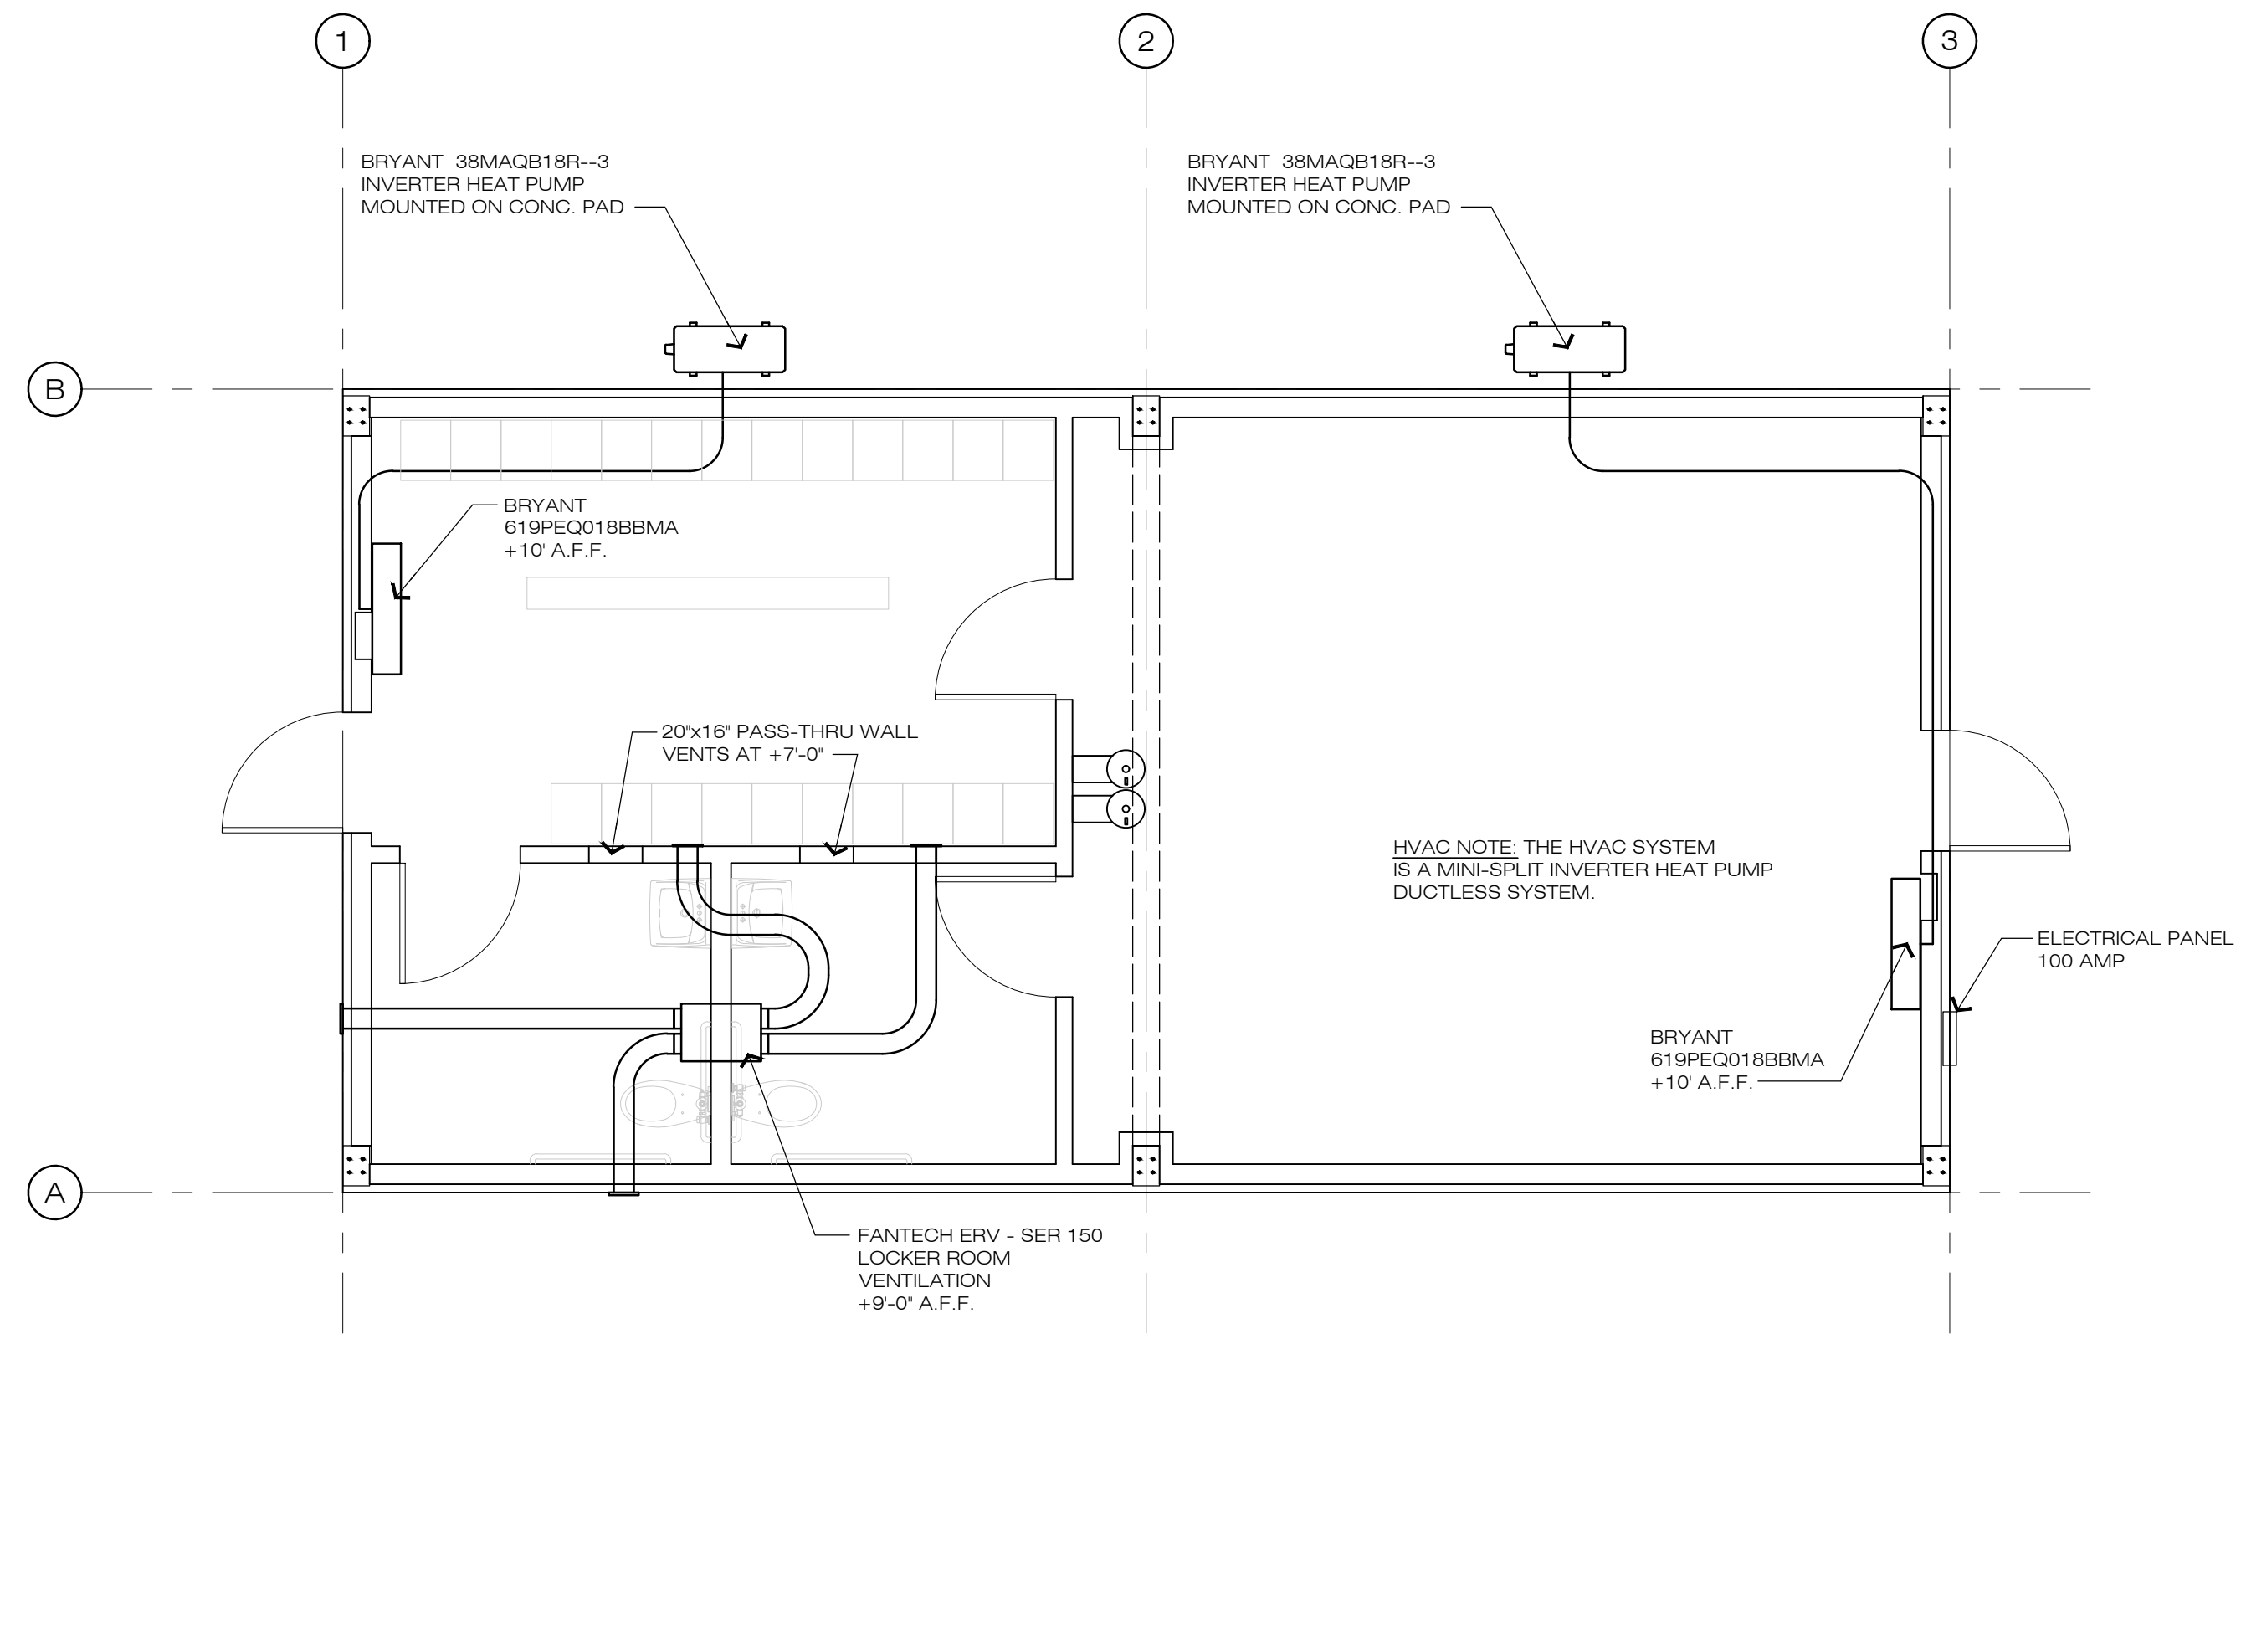 1
2
3
BRYANT  38MAQB18R--3
INVERTER HEAT PUMP
MOUNTED ON CONC. PAD
BRYANT  38MAQB18R--3
INVERTER HEAT PUMP
MOUNTED ON CONC. PAD
B
BRYANT
619PEQ018BBMA
+10' A.F.F.
20"x16" PASS-THRU WALL
VENTS AT +7'-0"
HVAC NOTE: THE HVAC SYSTEM
IS A MINI-SPLIT INVERTER HEAT PUMP
DUCTLESS SYSTEM.
ELECTRICAL PANEL
100 AMP
BRYANT
619PEQ018BBMA
+10' A.F.F.
A
FANTECH ERV - SER 150
LOCKER ROOM
VENTILATION
+9'-0" A.F.F.